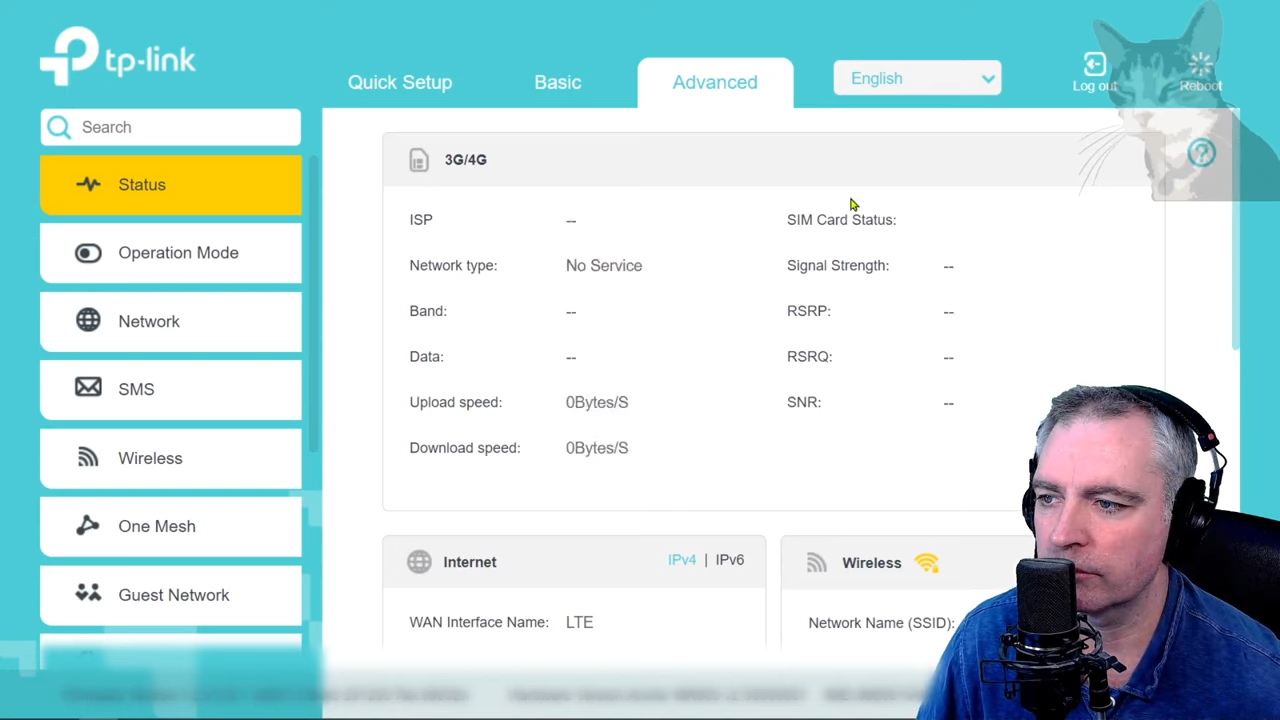 tp-link
Quick Setup
Basic
Advanced
English
Log out
Reboot
Search
Status
Operation Mode
Network
SMS
Wireless
One Mesh
Guest Network
3G/4G
ISP --
SIM Card Status:
Network type: No Service
Signal Strength: --
Band: --
RSRP: --
Data: --
RSRQ: --
Upload speed: 0Bytes/S
SNR: --
Download speed: 0Bytes/S
Internet
IPv4 | IPv6
Wireless
WAN Interface Name: LTE
Network Name (SSID):